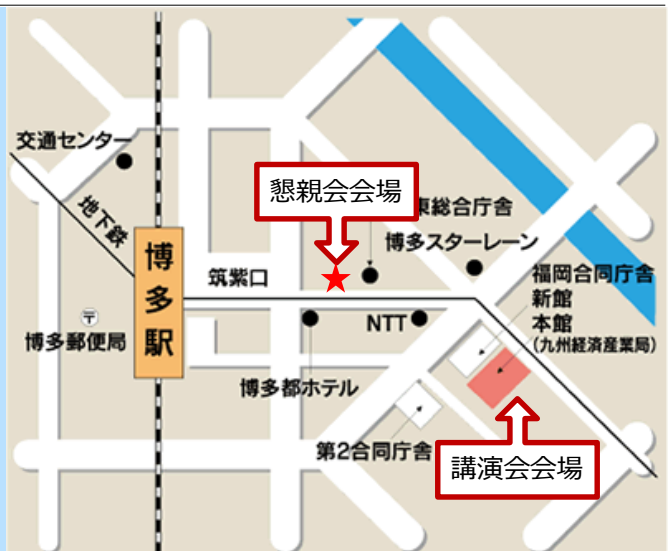 交通センター
地下鉄
博多駅
〒
博多郵便局
筑紫口
懇親会会場
東総合庁舎
博多スターレーン
福岡合同庁舎
新館
本館
(九州経済産業局)
NTT
博多都ホテル
第2合同庁舎
講演会会場